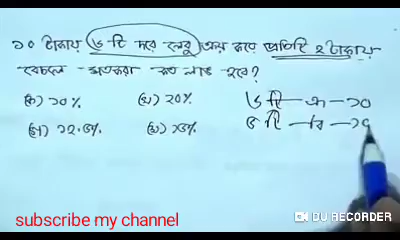 ১০ টাকায় ৬ টি দরে লেবু ক্রয় করে প্রতিটি ২ টাকায়
বেচলে শতকরা কত লাভ হবে?
(ক) ১০% (খ) ২০%
(গ) ১২.৫% (ঘ) ১৫%
৬ টি — ক্র — ১০
৬ টি — বি — ১২
subscribe my channel
DU RECORDER